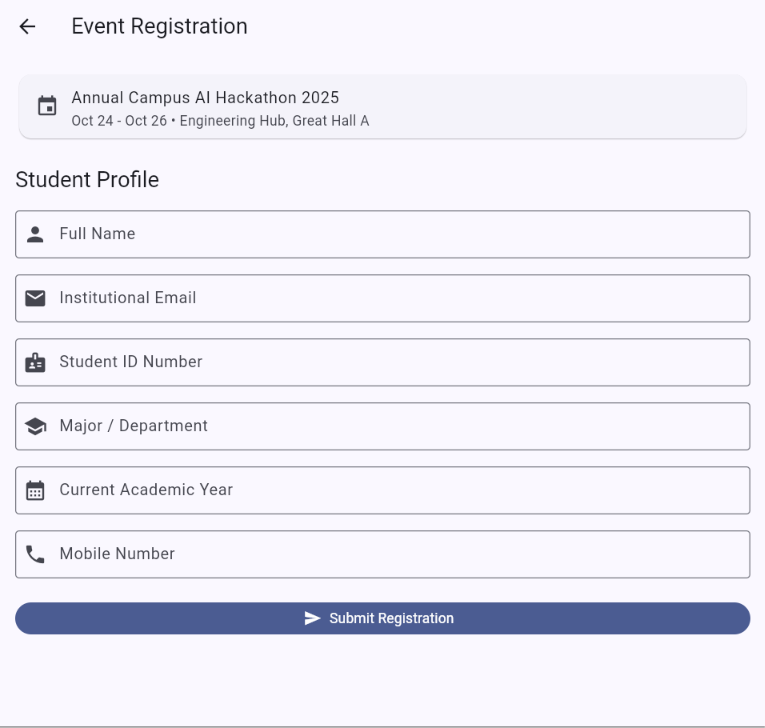 Event Registration
Annual Campus AI Hackathon 2025
Oct 24 - Oct 26 • Engineering Hub, Great Hall A
Student Profile
Full Name
Institutional Email
Student ID Number
Major / Department
Current Academic Year
Mobile Number
Submit Registration